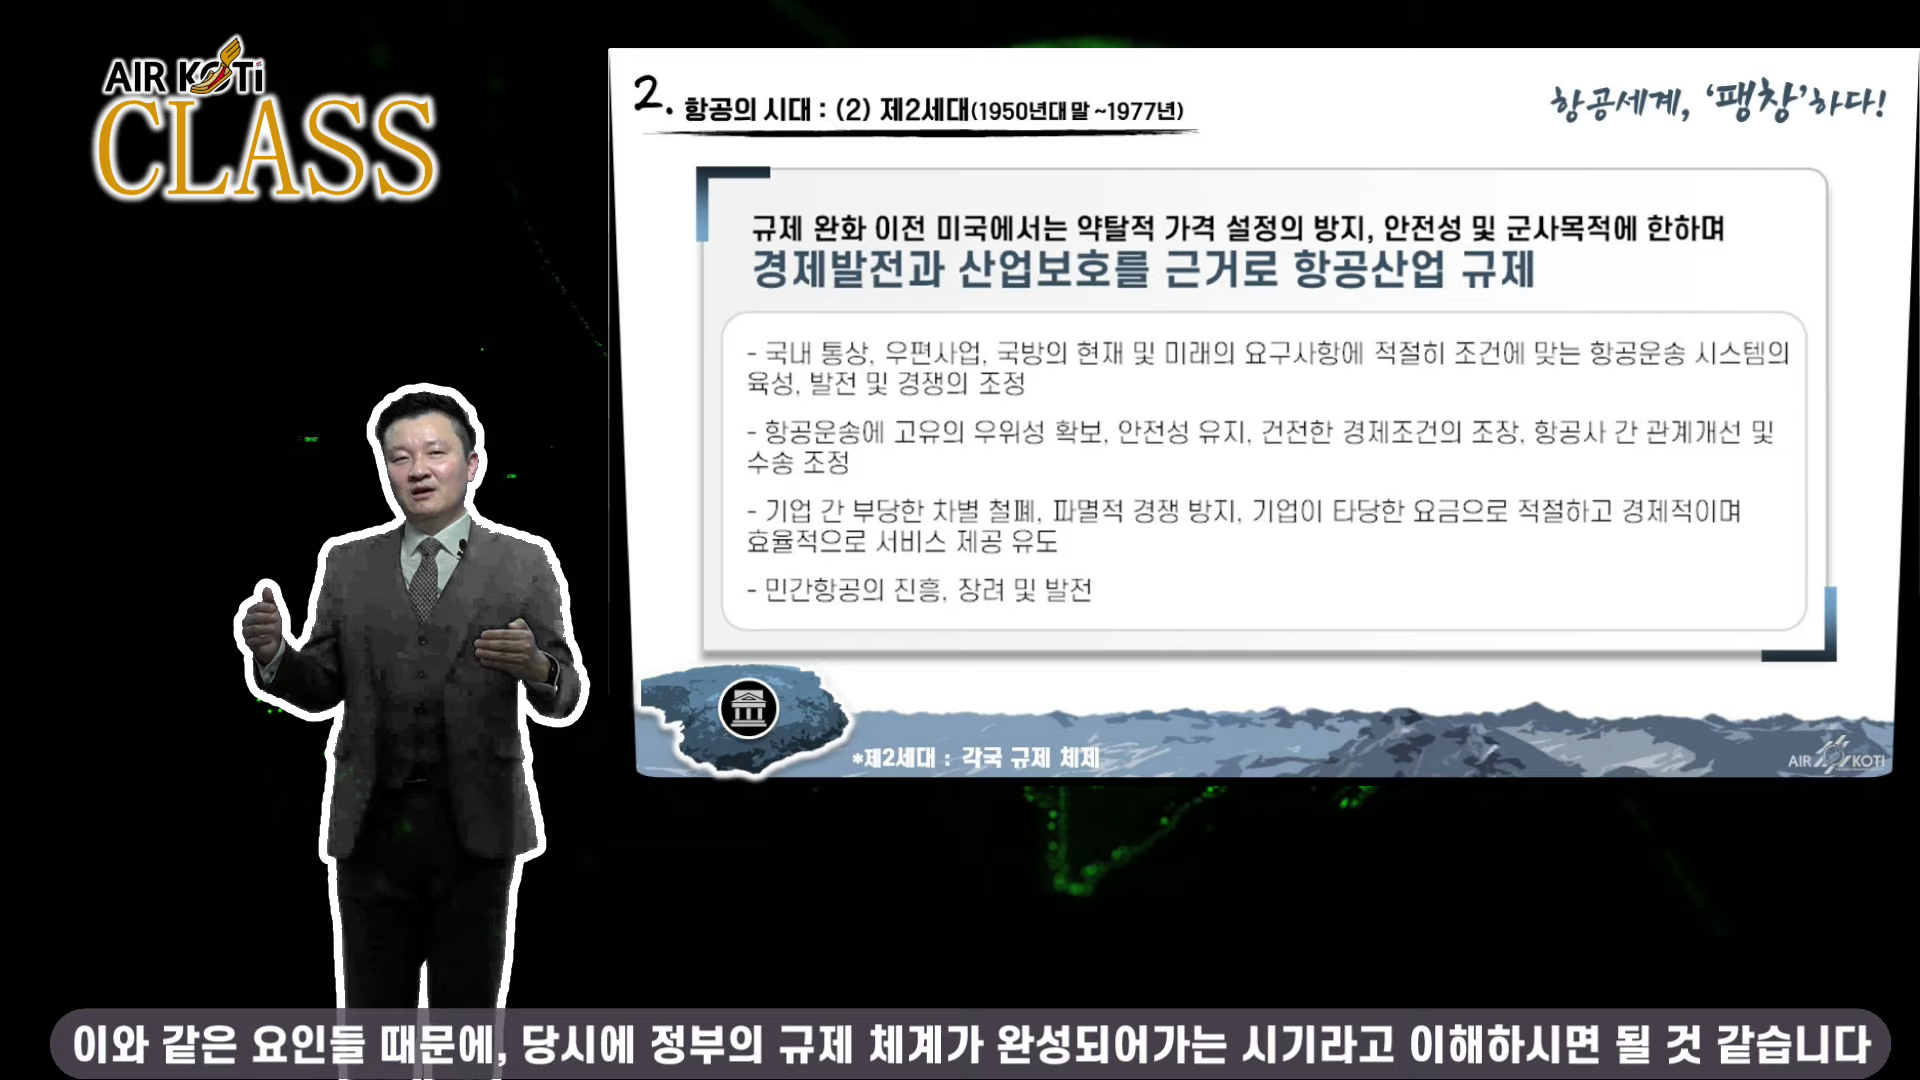 AIR KOTi
CLASS
2. 항공의 시대 : (2) 제2세대(1950년대 말 ~1977년)
항공세계, ‘팽창’하다!
규제 완화 이전 미국에서는 약탈적 가격 설정의 방지, 안전성 및 군사목적에 한하며
경제발전과 산업보호를 근거로 항공산업 규제
- 국내 통상, 우편사업, 국방의 현재 및 미래의 요구사항에 적절히 조건에 맞는 항공운송 시스템의
육성, 발전 및 경쟁의 조정
- 항공운송에 고유의 우위성 확보, 안전성 유지, 건전한 경제조건의 조장, 항공사 간 관계개선 및
수송 조정
- 기업 간 부당한 차별 철폐, 파멸적 경쟁 방지, 기업이 타당한 요금으로 적절하고 경제적이며
효율적으로 서비스 제공 유도
- 민간항공의 진흥, 장려 및 발전
*제2세대 : 각국 규제 체제
AIR KOTI
이와 같은 요인들 때문에, 당시에 정부의 규제 체계가 완성되어가는 시기라고 이해하시면 될 것 같습니다